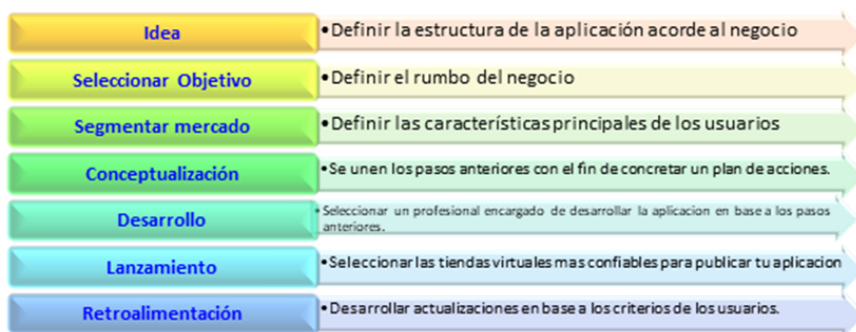 Idea
•Definir la estructura de la aplicación acorde al negocio
Seleccionar Objetivo
•Definir el rumbo del negocio
Segmentar mercado
•Definir las características principales de los usuarios
Conceptualización
•Se unen los pasos anteriores con el fin de concretar un plan de acciones.
Desarrollo
•Seleccionar un profesional encargado de desarrollar la aplicacion en base a los pasos
anteriores.
Lanzamiento
•Seleccionar las tiendas virtuales mas confiables para publicar tu aplicacion
Retroalimentación
•Desarrollar actualizaciones en base a los criterios de los usuarios.